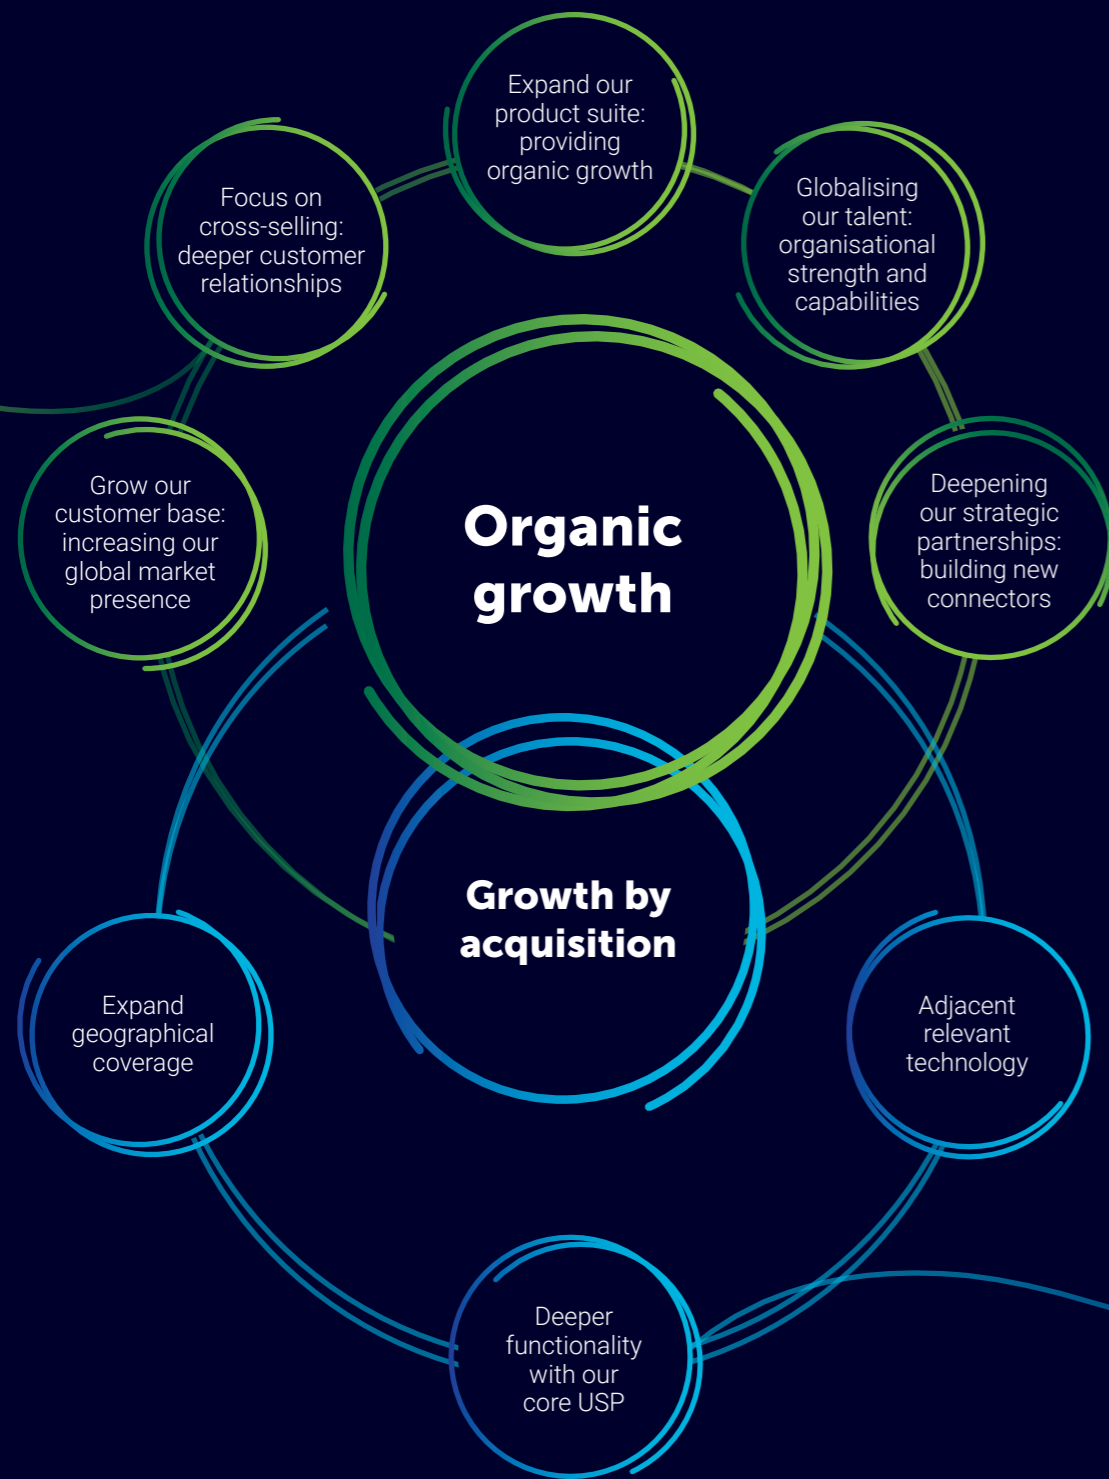 Expand our
product suite:
providing
organic growth
Focus on
cross-selling:
deeper customer
relationships
Globalising
our talent:
organisational
strength and
capabilities
Grow our
customer base:
increasing our
global market
presence
Organic
growth
Deepening
our strategic
partnerships:
building new
connectors
Growth by
acquisition
Expand
geographical
coverage
Adjacent
relevant
technology
Deeper
functionality
with our
core USP